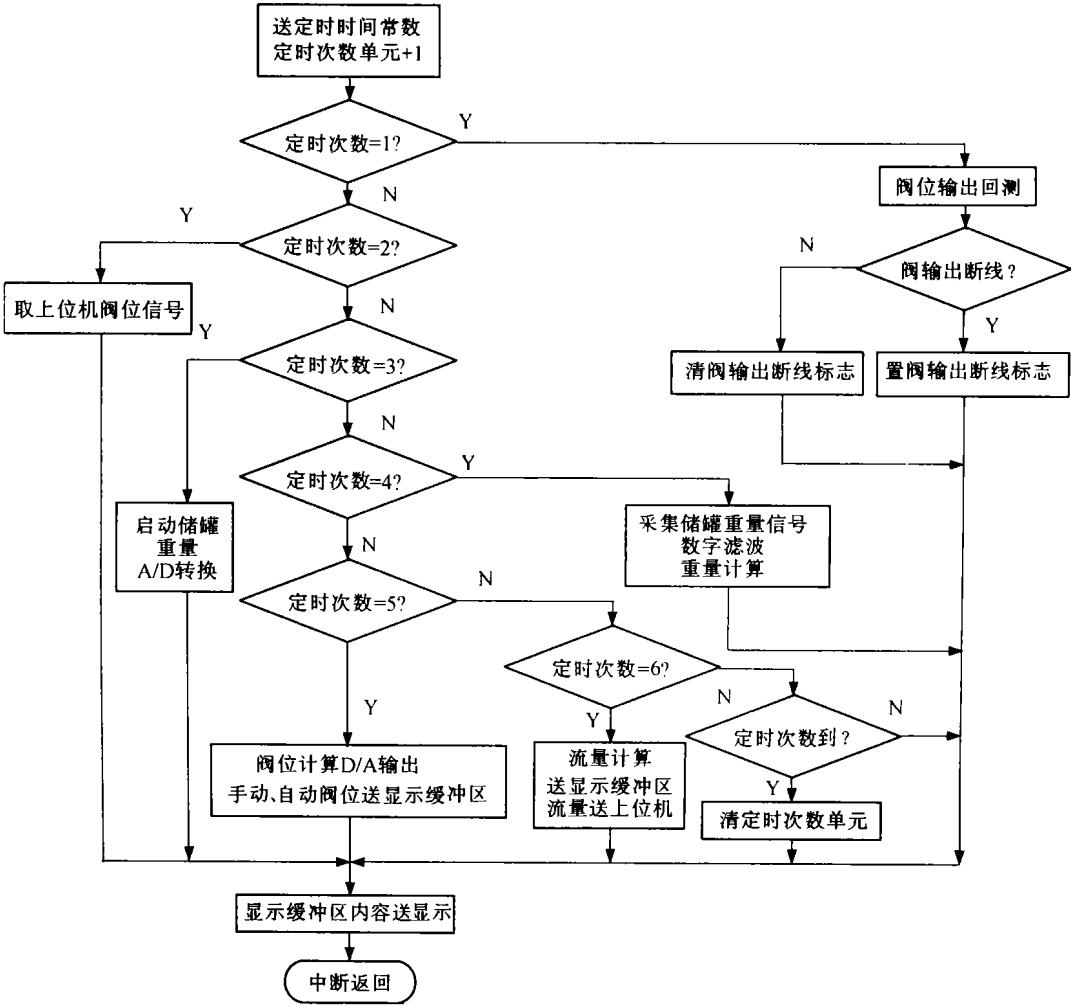 送定时时间常数
定时次数单元+1
定时次数=1?
Y
阀位输出回测
N
Y
定时次数=2?
N
阀输出断线?
取上位机阀位信号
N
Y
Y
定时次数=3?
清阀输出断线标志
置阀输出断线标志
N
定时次数=4?
Y
启动储罐
重量
A/D转换
采集储罐重量信号
数字滤波
重量计算
N
定时次数=5?
N
定时次数=6?
N
N
Y
Y
定时次数到?
阀位计算D/A输出
手动、自动阀位送显示缓冲区
流量计算
送显示缓冲区
流量送上位机
Y
清定时次数单元
显示缓冲区内容送显示
中断返回